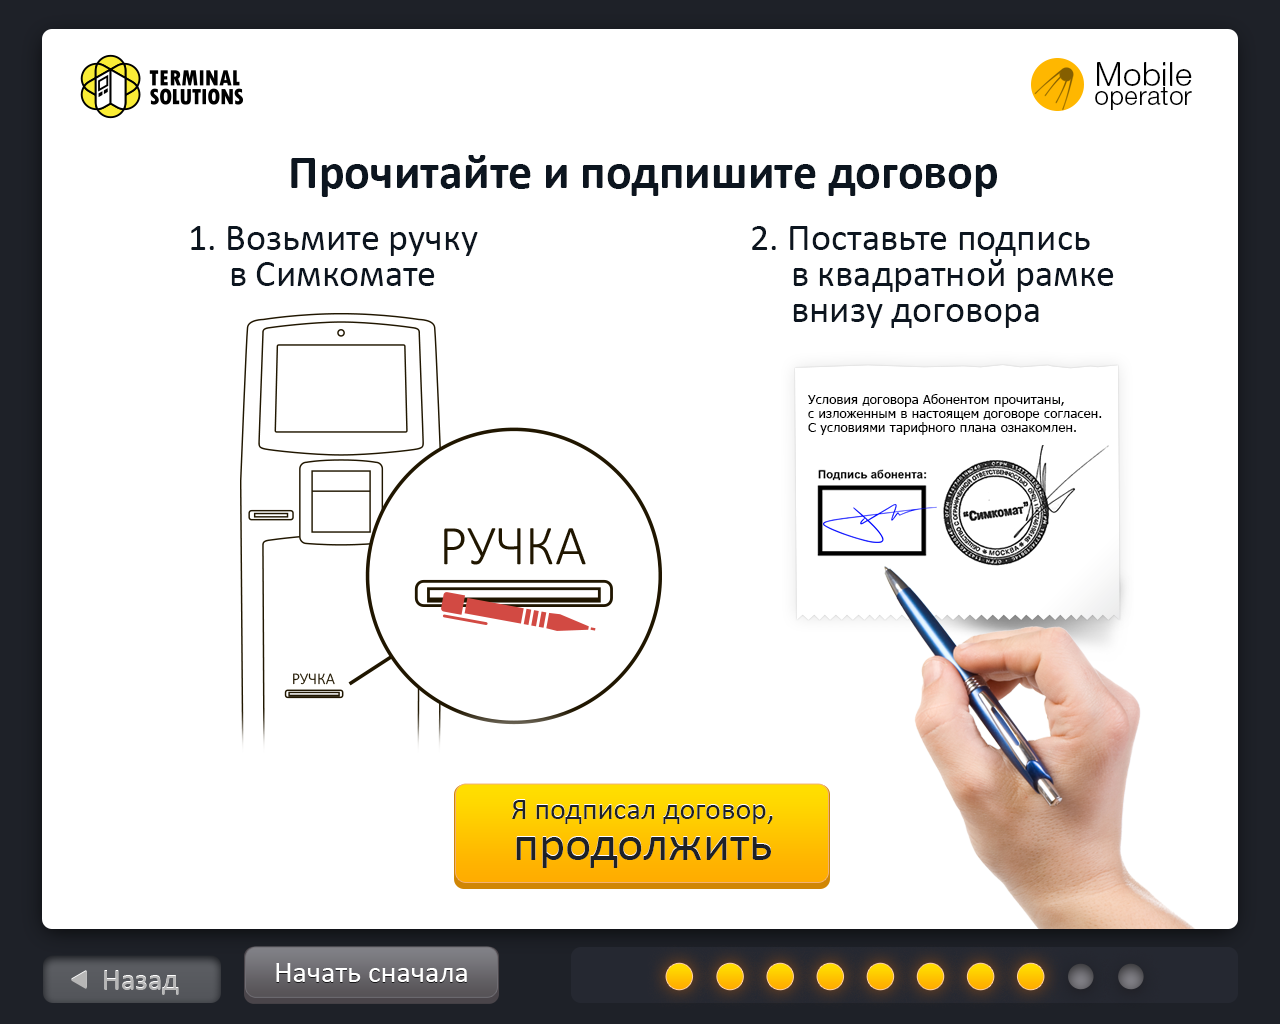 TERMINAL
SOLUTIONS
Mobile
operator
Прочитайте и подпишите договор
1. Возьмите ручку
в Симкомате
2. Поставьте подпись
в квадратной рамке
внизу договора
Условия договора Абонентом прочитаны,
с изложенным в настоящем договоре согласен.
С условиями тарифного плана ознакомлен.
Подпись абонента:
"Симкомат"
МОСКВА
РУЧКА
РУЧКА
Я подписал договор,
продолжить
Назад
Начать сначала